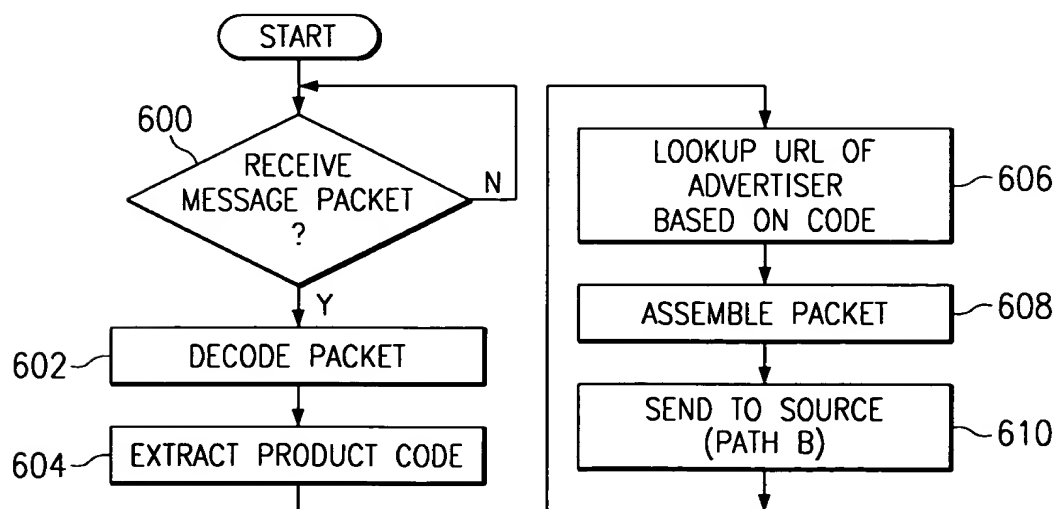 START
600
RECEIVE
MESSAGE PACKET
?
N
Y
602
DECODE PACKET
604
EXTRACT PRODUCT CODE
LOOKUP URL OF
ADVERTISER
BASED ON CODE
606
ASSEMBLE PACKET
608
SEND TO SOURCE
(PATH B)
610